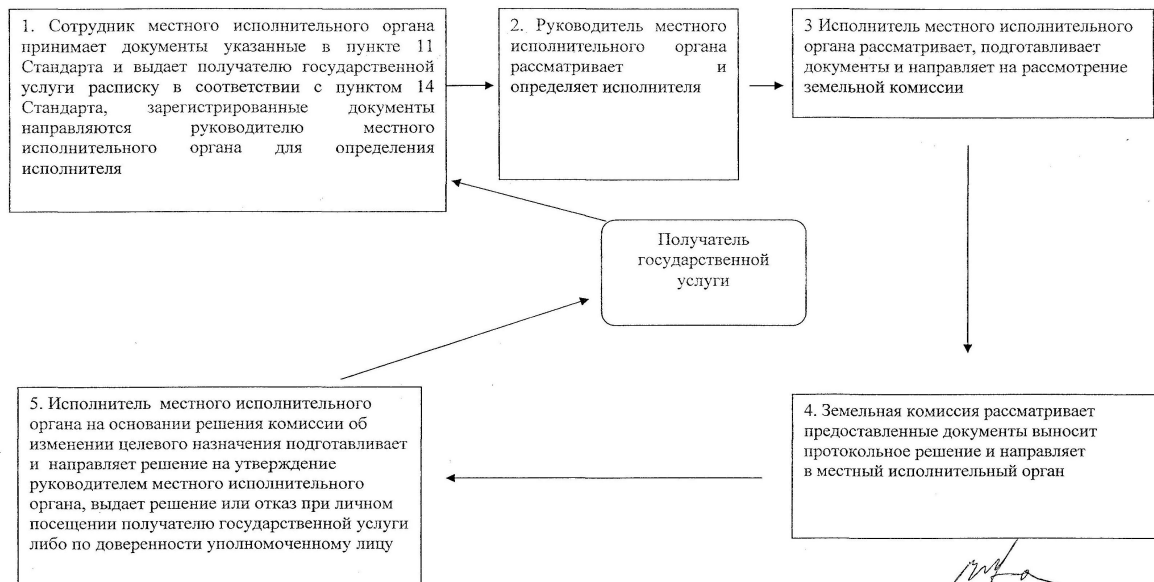 1. Сотрудник местного исполнительного органа
принимает документы указанные в пункте 11
Стандарта и выдает получателю государственной
услуги расписку в соответствии с пунктом 14
Стандарта, зарегистрированные документы
направляются руководителю местного
исполнительного органа для определения
исполнителя
2. Руководитель местного
исполнительного органа
рассматривает и
определяет исполнителя
3 Исполнитель местного исполнительного
органа рассматривает, подготавливает
документы и направляет на рассмотрение
земельной комиссии
Получатель
государственной
услуги
4. Земельная комиссия рассматривает
предоставленные документы выносит
протокольное решение и направляет
в местный исполнительный орган
5. Исполнитель местного исполнительного
органа на основании решения комиссии об
изменении целевого назначения подготавливает
и направляет решение на утверждение
руководителем местного исполнительного
органа, выдает решение или отказ при личном
посещении получателю государственной услуги
либо по доверенности уполномоченному лицу